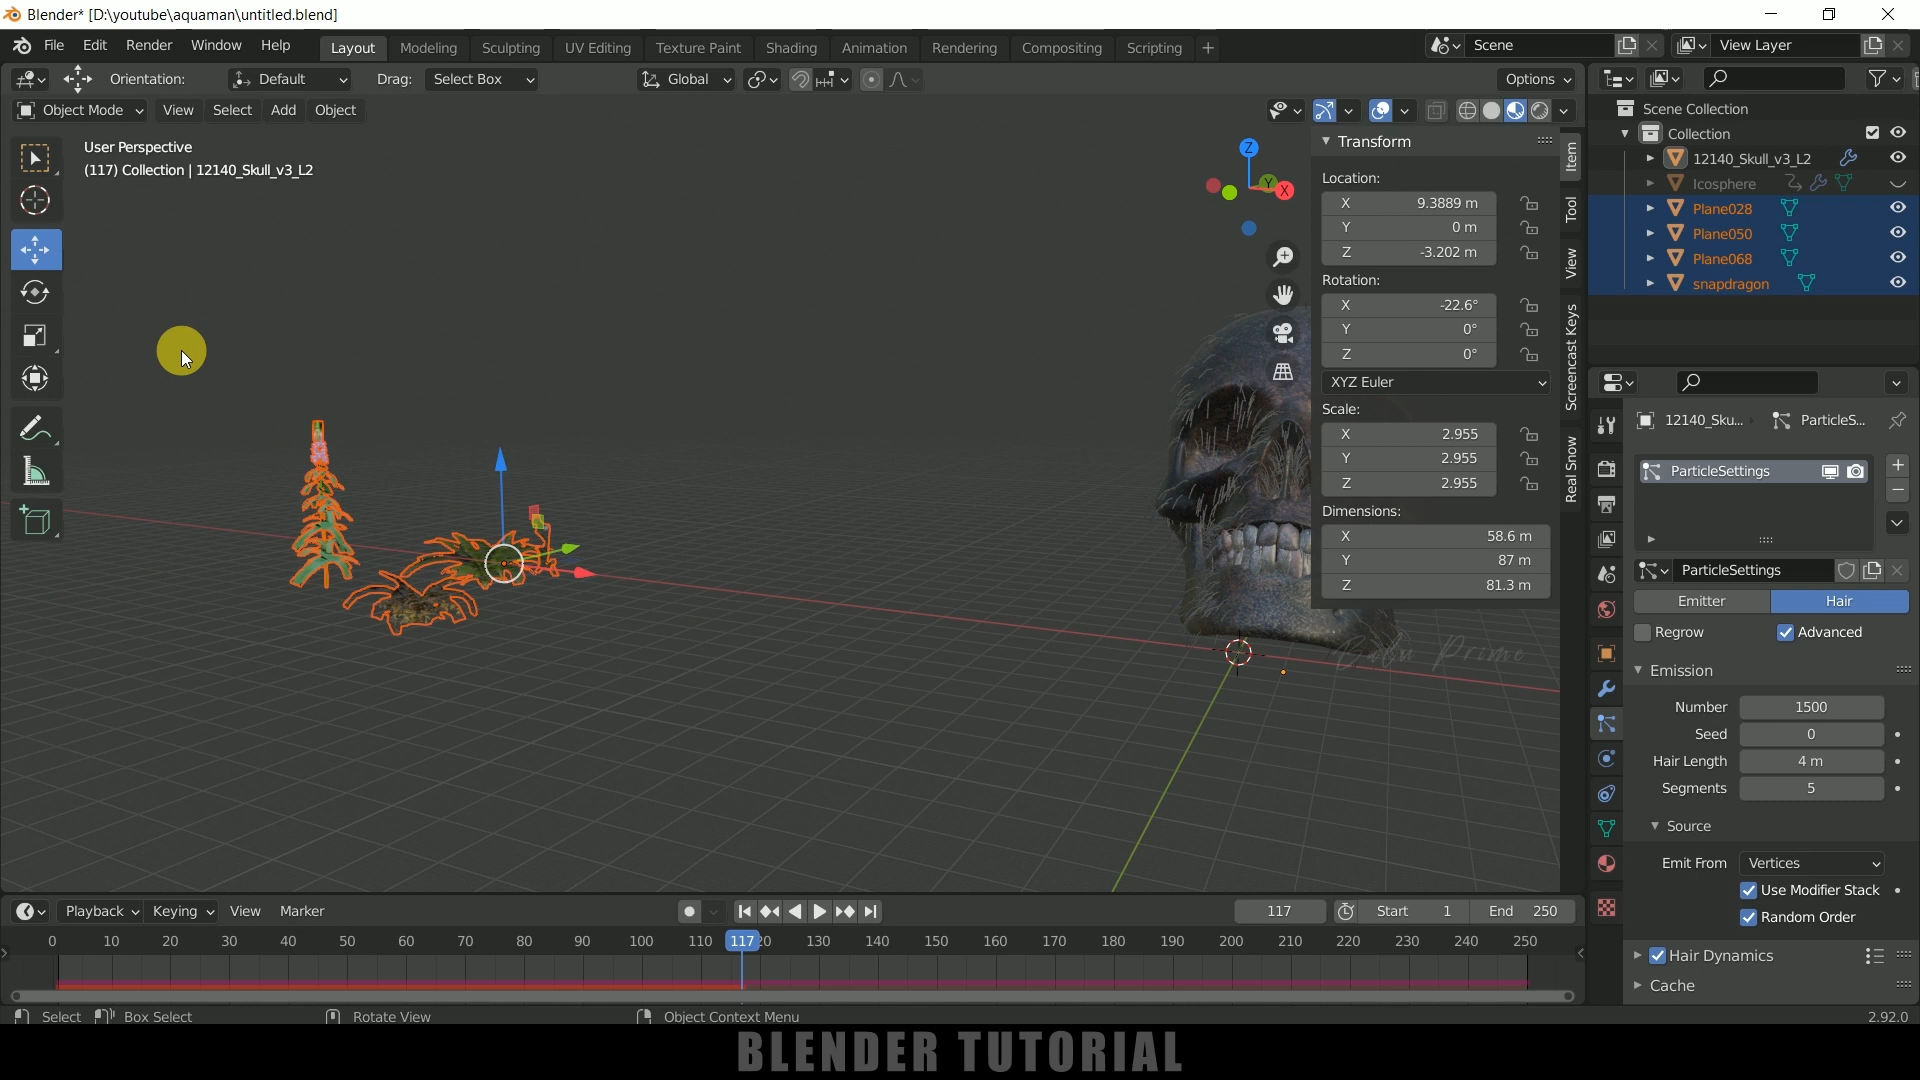 Blender* [D:\youtube\aquaman\untitled.blend]
File Edit Render Window Help Layout Modeling Sculpting UV Editing Texture Paint Shading Animation Rendering Compositing Scripting + Scene View Layer
Orientation: Default Drag: Select Box Global Options
Object Mode View Select Add Object
User Perspective
(117) Collection | 12140_Skull_v3_L2
Z
Y
X
Transform
Location:
X 9.3889 m
Y 0 m
Z -3.202 m
Rotation:
X -22.6°
Y 0°
Z 0°
XYZ Euler
Scale:
X 2.955
Y 2.955
Z 2.955
Dimensions:
X 58.6 m
Y 87 m
Z 81.3 m
Item
Tool
View
Screencast Keys
Real Snow
Scene Collection
Collection
12140_Skull_v3_L2
Icosphere
Plane028
Plane050
Plane068
snapdragon
12140_Sku... ParticleS...
ParticleSettings
ParticleSettings
Emitter Hair
Regrow Advanced
Emission
Number 1500
Seed 0
Hair Length 4 m
Segments 5
Source
Emit From Vertices
Use Modifier Stack
Random Order
Hair Dynamics
Cache
Prime
Playback Keying View Marker 117 Start 1 End 250
0 10 20 30 40 50 60 70 80 90 100 110 117 130 140 150 160 170 180 190 200 210 220 230 240 250
Select Box Select Rotate View Object Context Menu 2.92.0
BLENDER TUTORIAL